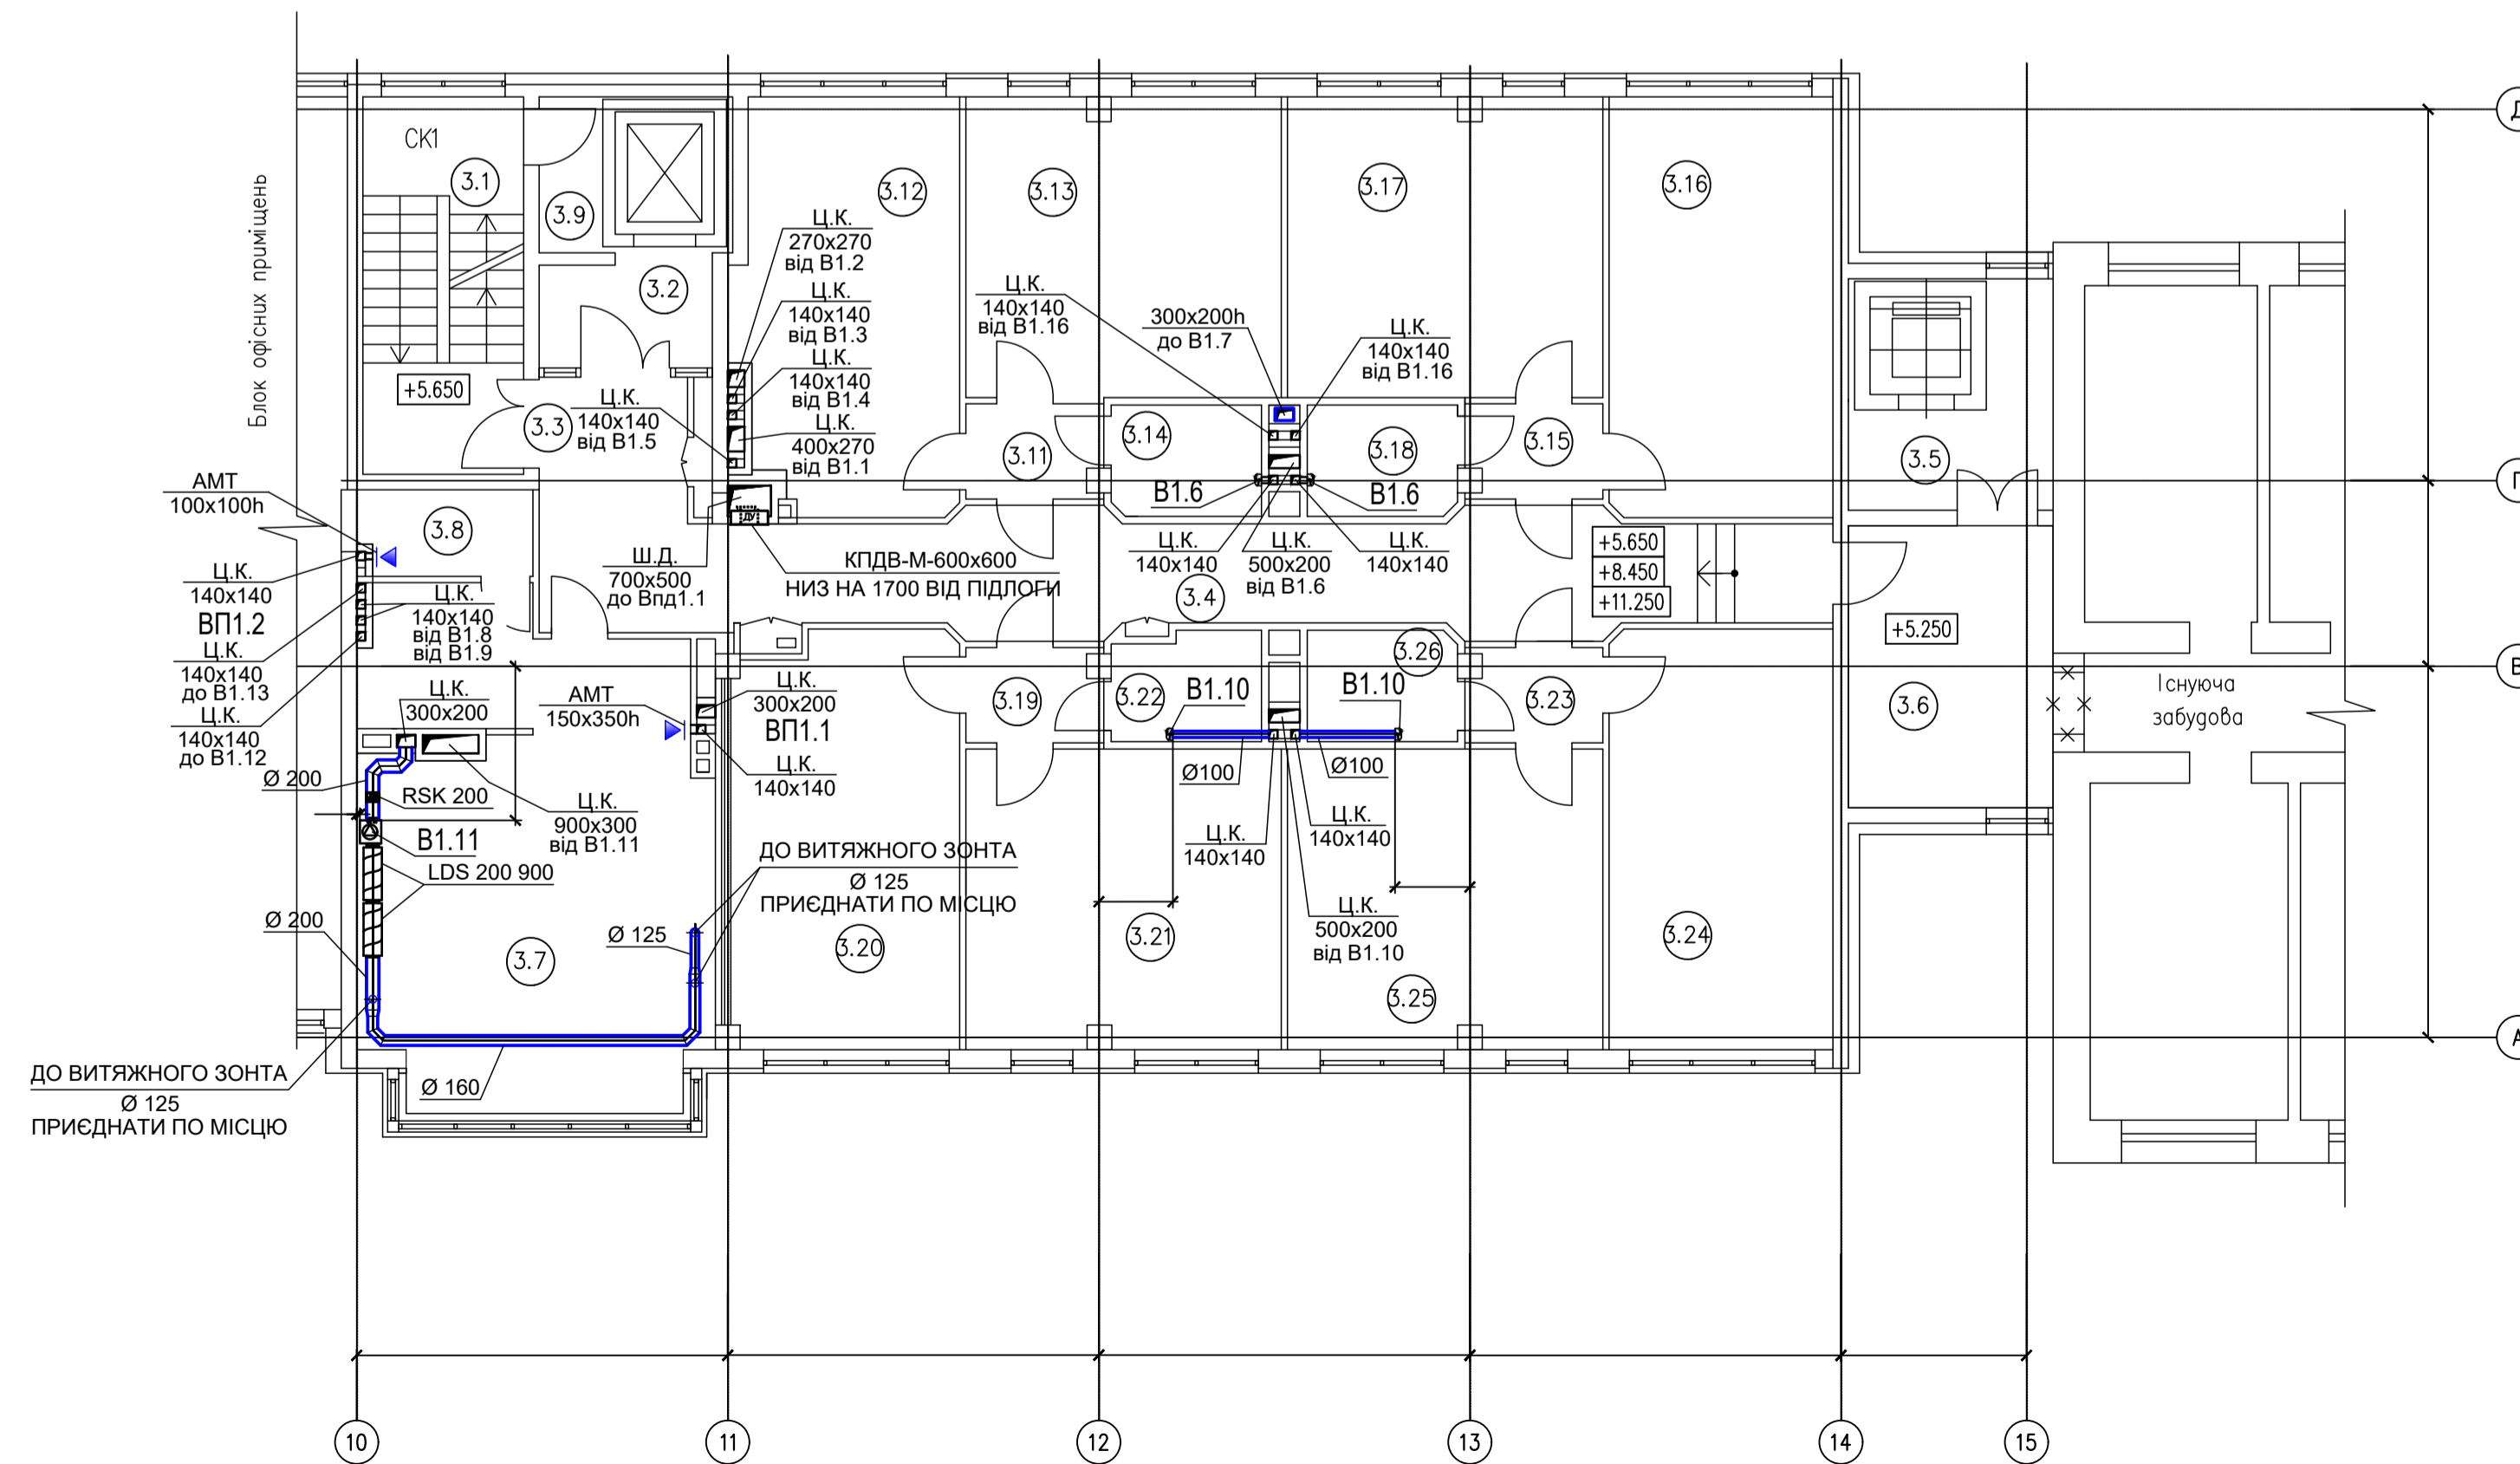 СК1
3.1
3.9
3.2
Блок офісних приміщень
+5.650
3.3
3.12
3.13
3.17
3.16
Ц.К.
270х270
від В1.2
Ц.К.
140х140
від В1.3
Ц.К.
140х140
від В1.4
Ц.К.
400х270
від В1.1
Ц.К.
140х140
від В1.5
Ц.К.
140х140
від В1.16
300х200h
до В1.7
Ц.К.
140х140
від В1.16
3.11
3.14
3.18
3.15
3.5
В1.6
В1.6
АМТ
100х100h
3.8
Ц.К.
140х140
ВП1.2
Ц.К.
140х140
від В1.8
від В1.9
Ц.К.
140х140
до В1.13
Ц.К.
140х140
до В1.12
Ш.Д.
700х500
до Впд1.1
ДУ
КПДВ-М-600х600
НИЗ НА 1700 ВІД ПІДЛОГИ
Ц.К.
140х140
Ц.К.
500х200
від В1.6
Ц.К.
140х140
3.4
+5.650
+8.450
+11.250
+5.250
3.6
Існуюча
забудова
Ц.К.
300х200
АМТ
150х350h
Ц.К.
300х200
ВП1.1
Ц.К.
140х140
3.19
3.22
В1.10
В1.10
3.26
3.23
Ø100
Ø100
Ц.К.
140х140
Ц.К.
140х140
Ц.К.
500х200
від В1.10
Ø 200
RSK 200
Ц.К.
900х300
від В1.11
В1.11
LDS 200 900
Ø 200
ДО ВИТЯЖНОГО ЗОНТА
Ø 125
ПРИЄДНАТИ ПО МІСЦЮ
Ø 125
3.7
3.20
3.21
3.25
3.24
ДО ВИТЯЖНОГО ЗОНТА
Ø 125
ПРИЄДНАТИ ПО МІСЦЮ
Ø 160
10
11
12
13
14
15